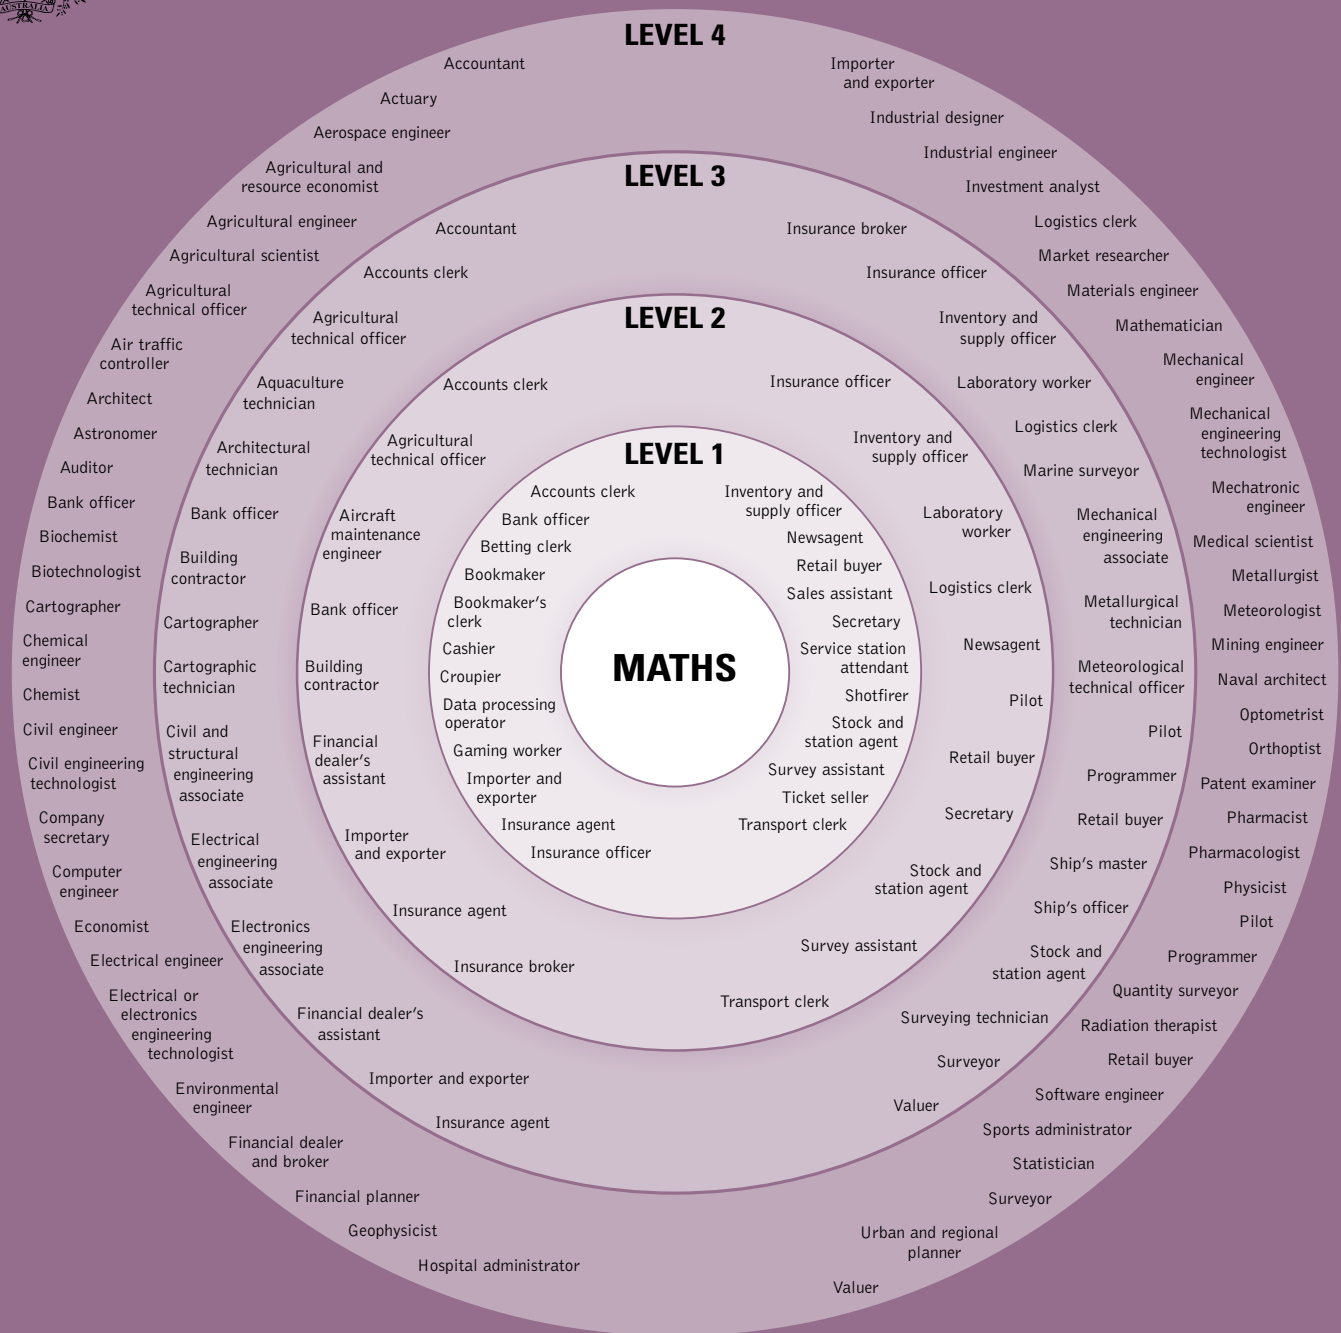 AUSTRALIA
LEVEL 4
Accountant
Actuary
Aerospace engineer
Agricultural and
resource economist
Agricultural engineer
Agricultural scientist
Agricultural
technical officer
Air traffic
controller
Architect
Astronomer
Auditor
Bank officer
Biochemist
Biotechnologist
Cartographer
Chemical
engineer
Chemist
Civil engineer
Civil engineering
technologist
Company
secretary
Computer
engineer
Economist
Electrical engineer
Electrical or
electronics
engineering
technologist
Environmental
engineer
Financial dealer
and broker
Financial planner
Geophysicist
Hospital administrator
Importer
and exporter
Industrial designer
Industrial engineer
Investment analyst
Logistics clerk
Market researcher
Materials engineer
Mathematician
Mechanical
engineer
Mechanical
engineering
technologist
Mechatronic
engineer
Medical scientist
Metallurgist
Meteorologist
Mining engineer
Naval architect
Optometrist
Orthoptist
Patent examiner
Pharmacist
Pharmacologist
Physicist
Pilot
Programmer
Quantity surveyor
Radiation therapist
Retail buyer
Software engineer
Sports administrator
Statistician
Surveyor
Urban and regional
planner
Valuer
LEVEL 3
Accountant
Accounts clerk
Agricultural
technical officer
Aquaculture
technician
Architectural
technician
Bank officer
Building
contractor
Cartographer
Cartographic
technician
Civil and
structural
engineering
associate
Electrical
engineering
associate
Electronics
engineering
associate
Financial dealer's
assistant
Importer and exporter
Insurance agent
Insurance broker
Insurance officer
Inventory and
supply officer
Laboratory worker
Logistics clerk
Marine surveyor
Mechanical
engineering
associate
Metallurgical
technician
Meteorological
technical officer
Pilot
Programmer
Retail buyer
Ship's master
Ship's officer
Stock and
station agent
Surveying technician
Surveyor
Valuer
LEVEL 2
Accounts clerk
Agricultural
technical officer
Aircraft
maintenance
engineer
Bank officer
Building
contractor
Financial
dealer's
assistant
Importer
and exporter
Insurance agent
Insurance broker
Insurance officer
Inventory and
supply officer
Laboratory
worker
Logistics clerk
Newsagent
Pilot
Retail buyer
Secretary
Stock and
station agent
Survey assistant
Transport clerk
LEVEL 1
Accounts clerk
Bank officer
Betting clerk
Bookmaker
Bookmaker's
clerk
Cashier
Croupier
Data processing
operator
Gaming worker
Importer and
exporter
Insurance agent
Insurance officer
Inventory and
supply officer
Newsagent
Retail buyer
Sales assistant
Secretary
Service station
attendant
Shotfirer
Stock and
station agent
Survey assistant
Ticket seller
Transport clerk
MATHS